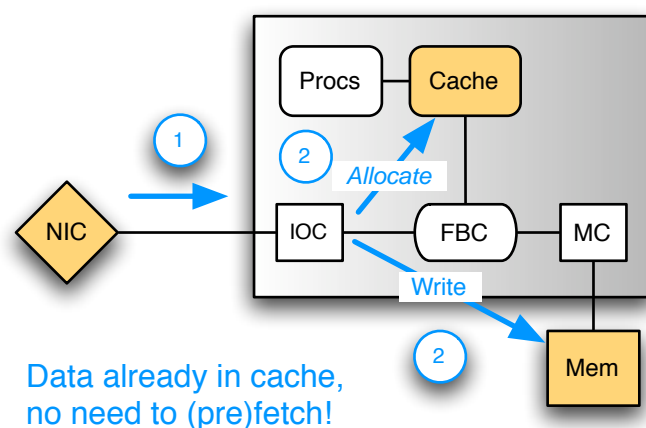 Procs
Cache
1
2
Allocate
NIC
IOC
FBC
MC
Write
2
Mem
Data already in cache,
no need to (pre)fetch!